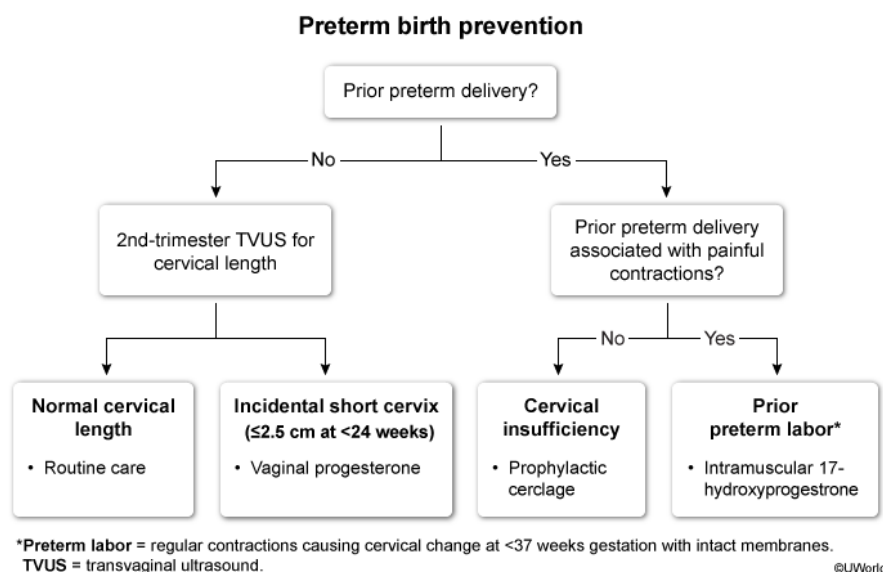 Preterm birth prevention
Prior preterm delivery?
No
Yes
2nd-trimester TVUS for
cervical length
Prior preterm delivery
associated with painful
contractions?
No
Yes
Normal cervical
length
• Routine care
Incidental short cervix
(≤2.5 cm at <24 weeks)
• Vaginal progesterone
Cervical
insufficiency
• Prophylactic
cerclage
Prior
preterm labor*
• Intramuscular 17-
hydroxyprogestrone
*Preterm labor = regular contractions causing cervical change at <37 weeks gestation with intact membranes.
TVUS = transvaginal ultrasound.
©UWorld